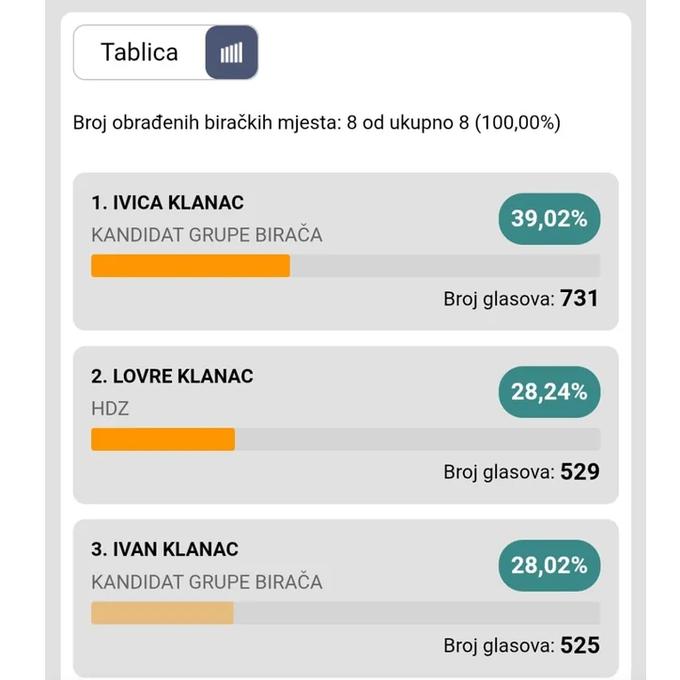 Tablica
Broj obrađenih biračkih mjesta: 8 od ukupno 8 (100,00%)
1. IVICA KLANAC
KANDIDAT GRUPE BIRAČA
39,02%
Broj glasova: 731
2. LOVRE KLANAC
HDZ
28,24%
Broj glasova: 529
3. IVAN KLANAC
KANDIDAT GRUPE BIRAČA
28,02%
Broj glasova: 525